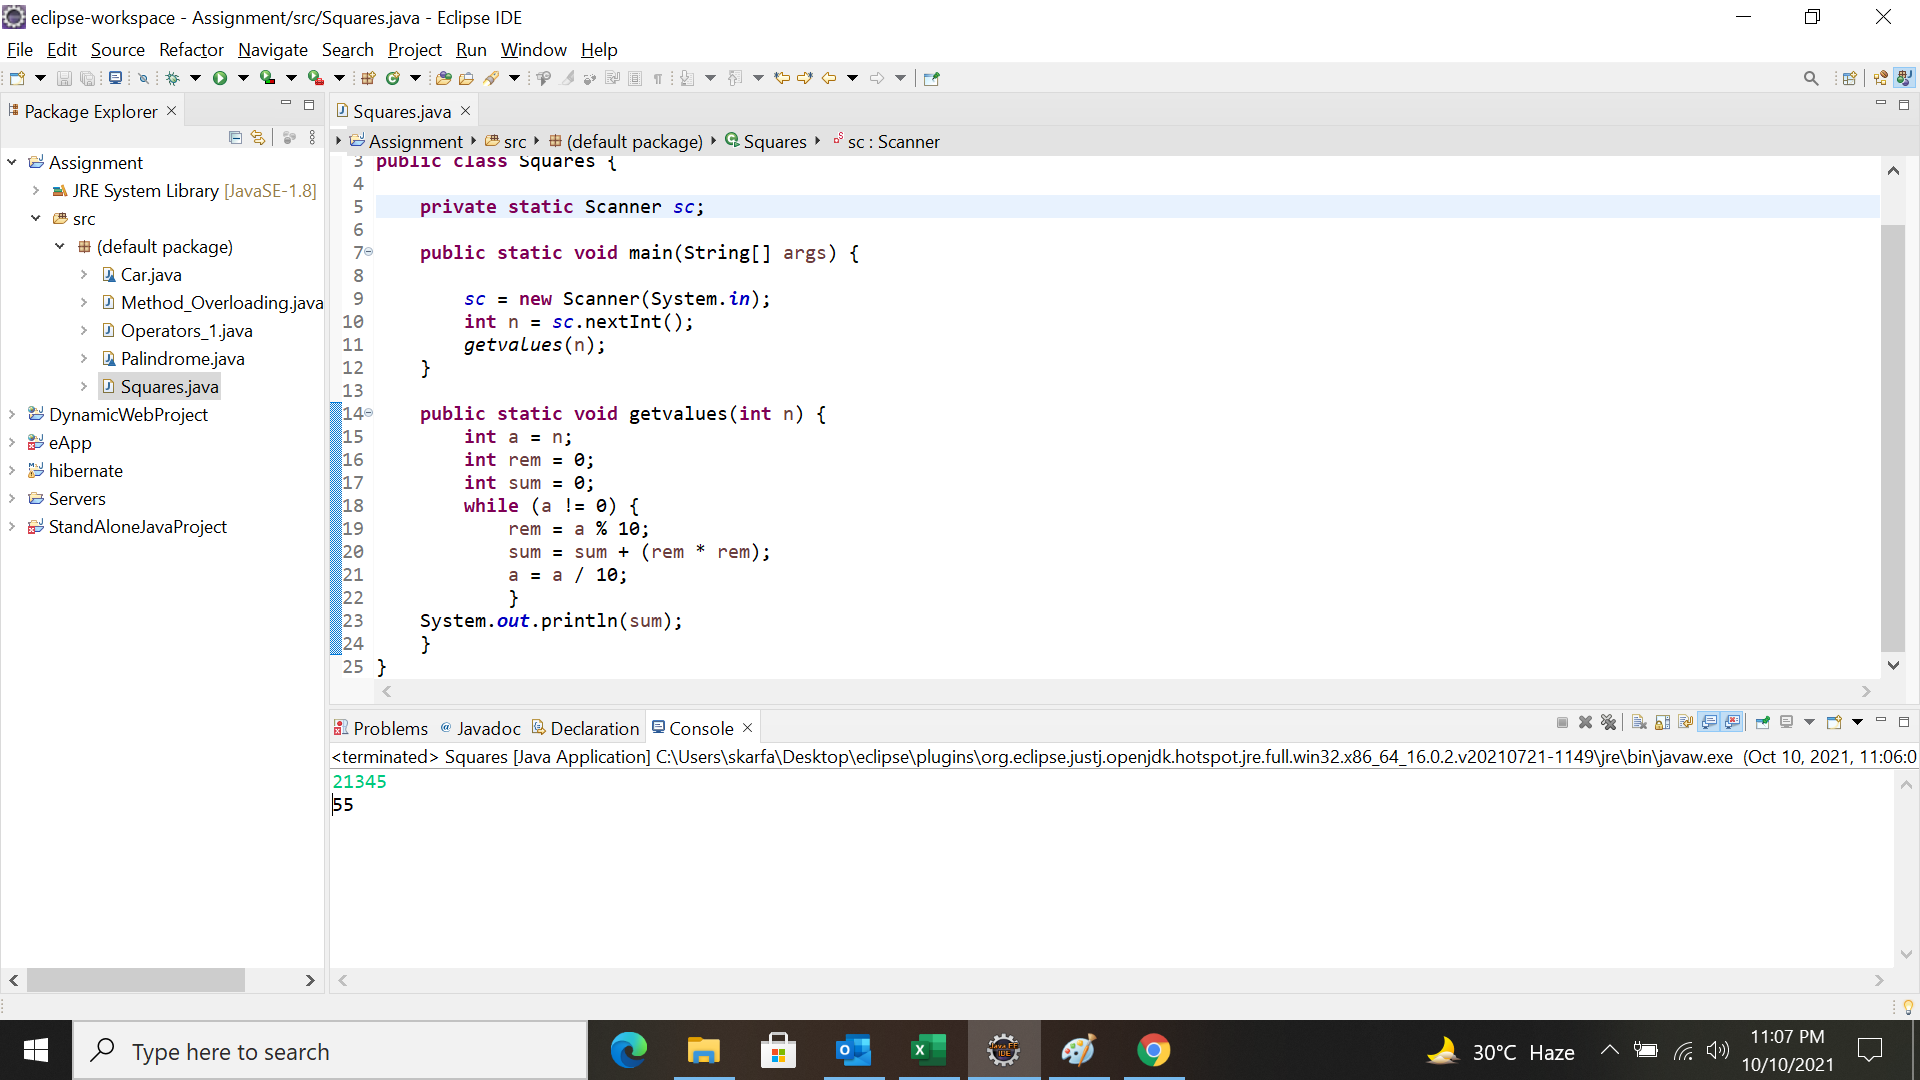 eclipse-workspace - Assignment/src/Squares.java - Eclipse IDE
File Edit Source Refactor Navigate Search Project Run Window Help
Package Explorer
Assignment
JRE System Library [JavaSE-1.8]
src
(default package)
Car.java
Method_Overloading.java
Operators_1.java
Palindrome.java
Squares.java
DynamicWebProject
eApp
hibernate
Servers
StandAloneJavaProject
Squares.java
Assignment src (default package) Squares sc : Scanner
3 public class Squares {
4
5     private static Scanner sc;
6
7     public static void main(String[] args) {
8
9         sc = new Scanner(System.in);
10         int n = sc.nextInt();
11         getvalues(n);
12     }
13
14     public static void getvalues(int n) {
15         int a = n;
16         int rem = 0;
17         int sum = 0;
18         while (a != 0) {
19             rem = a % 10;
20             sum = sum + (rem * rem);
21             a = a / 10;
22             }
23     System.out.println(sum);
24     }
25 }
Problems @ Javadoc Declaration Console
<terminated> Squares [Java Application] C:\Users\skarfa\Desktop\eclipse\plugins\org.eclipse.justj.openjdk.hotspot.jre.full.win32.x86_64_16.0.2.v20210721-1149\jre\bin\javaw.exe (Oct 10, 2021, 11:06:0
21345
55
Type here to search
30°C Haze
11:07 PM
10/10/2021